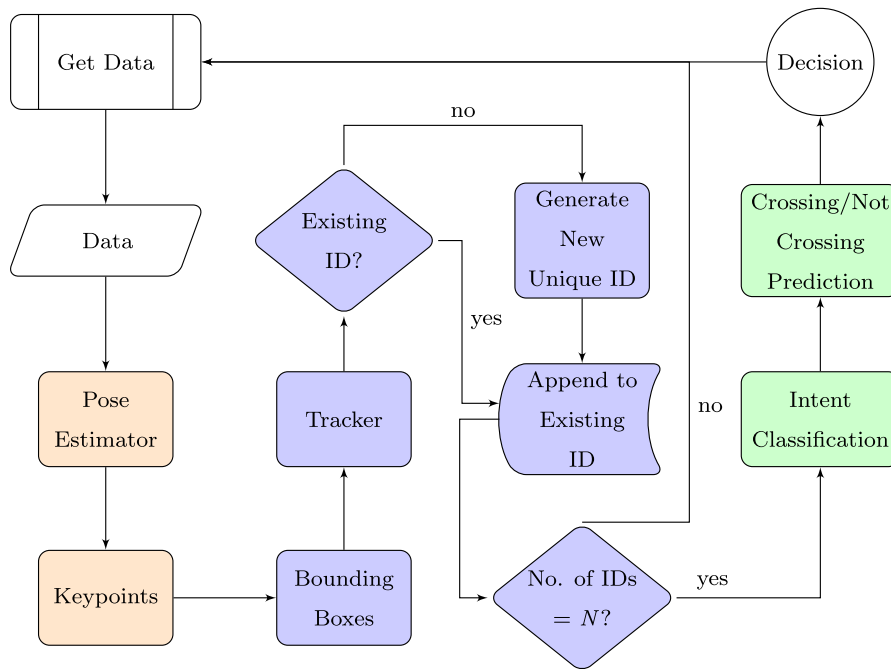 Get Data
Decision
no
Existing
ID?
Generate
New
Unique ID
Crossing/Not
Crossing
Prediction
Data
yes
Pose
Estimator
Tracker
Append to
Existing
ID
no
Intent
Classification
Keypoints
Bounding
Boxes
No. of IDs
= N?
yes